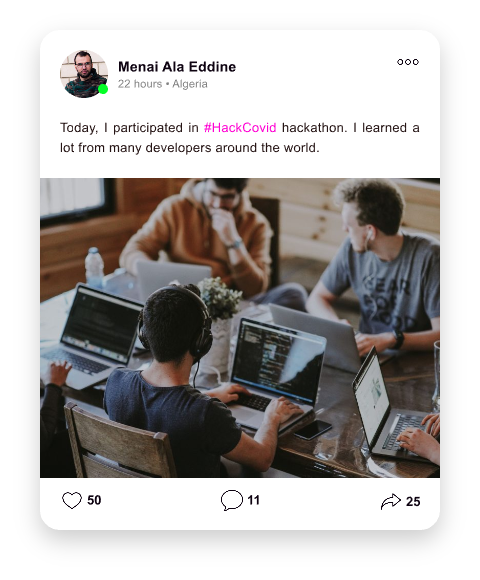 Menai Ala Eddine
22 hours • Algeria
Today, I participated in #HackCovid hackathon. I learned a
lot from many developers around the world.
50
11
25